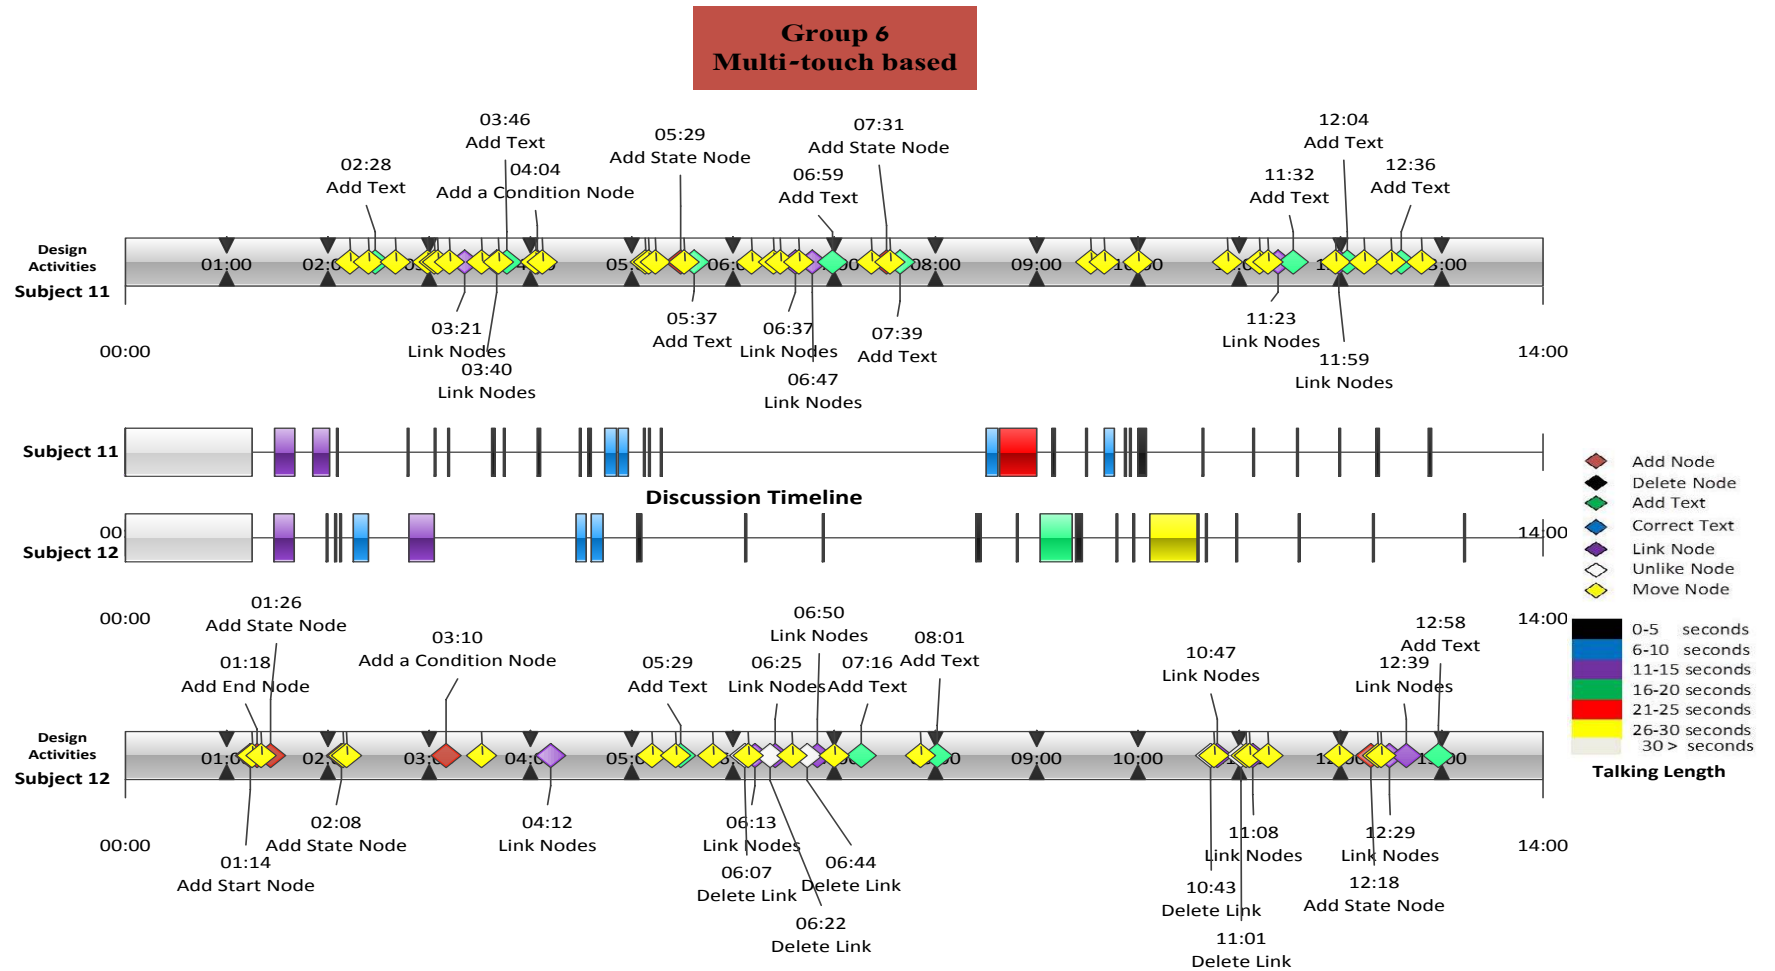 Group 6
Multi-touch based
03:46
Add Text
05:29
Add State Node
07:31
Add State Node
12:04
Add Text
02:28
Add Text
04:04
Add a Condition Node
06:59
Add Text
11:32
Add Text
12:36
Add Text
Design
Activities
Subject 11
01:00
08:00
09:00
03:21
Link Nodes
03:40
Link Nodes
05:37
Add Text
06:37
Link Nodes
06:47
Link Nodes
07:39
Add Text
11:23
Link Nodes
11:59
Link Nodes
00:00
14:00
Subject 11
Discussion Timeline
00
14:00
Subject 12
00:00
14:00
Add Node
Delete Node
Add Text
Correct Text
Link Node
Unlike Node
Move Node
0-5 seconds
6-10 seconds
11-15 seconds
16-20 seconds
21-25 seconds
26-30 seconds
30> seconds
Talking Length
01:26
Add State Node
01:18
Add End Node
03:10
Add a Condition Node
05:29
Add Text
06:50
Link Nodes
06:25
Link Nodes
07:16
Add Text
08:01
Add Text
10:47
Link Nodes
12:58
Add Text
12:39
Link Nodes
Design
Activities
Subject 12
09:00
10:00
02:08
Add State Node
01:14
Add Start Node
04:12
Link Nodes
06:13
Link Nodes
06:07
Delete Link
06:44
Delete Link
06:22
Delete Link
11:08
Link Nodes
10:43
Delete Link
11:01
Delete Link
12:29
Link Nodes
12:18
Add State Node
00:00
14:00